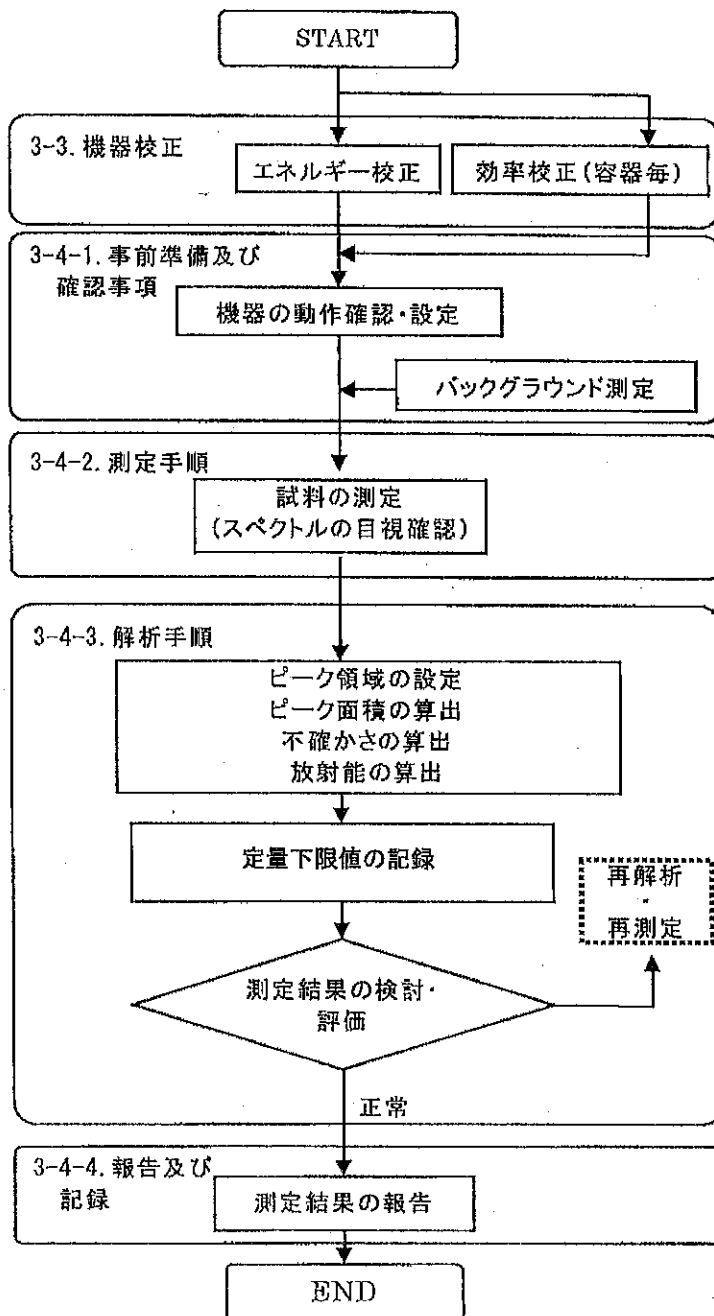 START
3-3. 機器校正
エネルギー校正
効率校正(容器毎)
3-4-1. 事前準備及び
確認事項
機器の動作確認・設定
バックグラウンド測定
3-4-2. 測定手順
試料の測定
(スペクトルの目視確認)
3-4-3. 解析手順
ピーク領域の設定
ピーク面積の算出
不確かさの算出
放射能の算出
定量下限値の記録
再解析
・
再測定
測定結果の検討・
評価
正常
3-4-4. 報告及び
記録
測定結果の報告
END